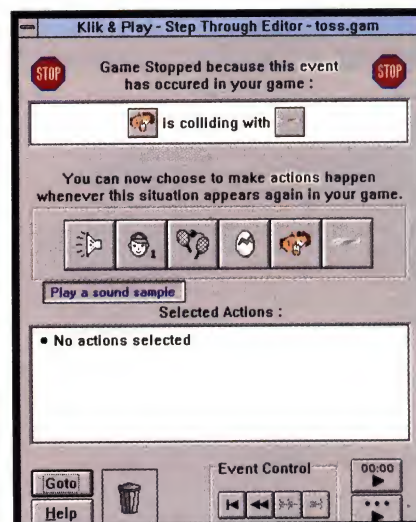 Klik & Play - Step Through Editor - toss.gam
STOP
Game Stopped because this event
has occured in your game :
STOP
is colliding with
You can now choose to make actions happen
whenever this situation appears again in your game.
1
Play a sound sample
Selected Actions :
• No actions selected
Goto
Help
Event Control
00:00